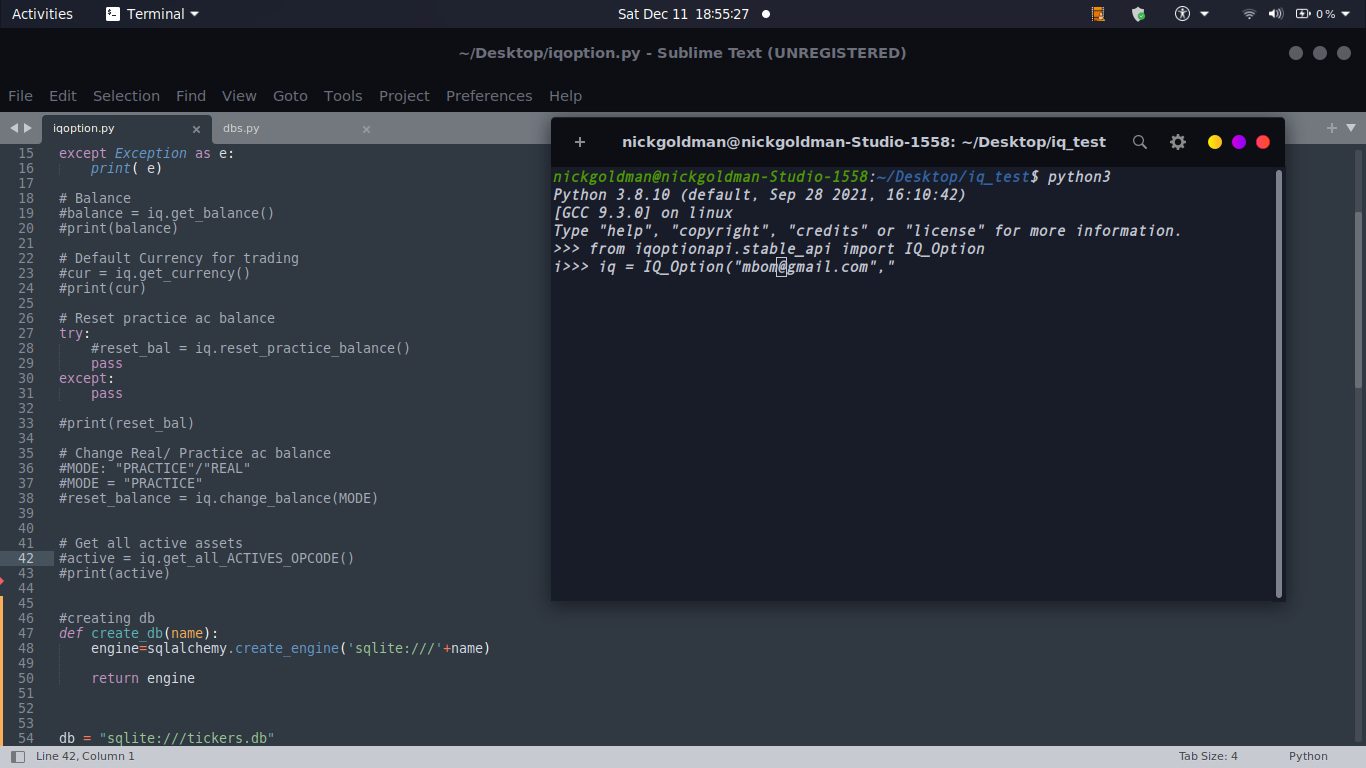 Activities Terminal Sat Dec 11 18:55:27 0 %
~/Desktop/iqoption.py - Sublime Text (UNREGISTERED)
File Edit Selection Find View Goto Tools Project Preferences Help
iqoption.py × dbs.py ×
15 except Exception as e:
16     print( e)
17
18 # Balance
19 #balance = iq.get_balance()
20 #print(balance)
21
22 # Default Currency for trading
23 #cur = iq.get_currency()
24 #print(cur)
25
26 # Reset practice ac balance
27 try:
28     #reset_bal = iq.reset_practice_balance()
29     pass
30 except:
31     pass
32
33 #print(reset_bal)
34
35 # Change Real/ Practice ac balance
36 #MODE: "PRACTICE"/"REAL"
37 #MODE = "PRACTICE"
38 #reset_balance = iq.change_balance(MODE)
39
40
41 # Get all active assets
42 #active = iq.get_all_ACTIVES_OPCODE()
43 #print(active)
44
45
46 #creating db
47 def create_db(name):
48     engine=sqlalchemy.create_engine('sqlite:///'+name)
49
50     return engine
51
52
53
54 db = "sqlite:///tickers.db"
+ nickgoldman@nickgoldman-Studio-1558: ~/Desktop/iq_test
nickgoldman@nickgoldman-Studio-1558:~/Desktop/iq_test$ python3
Python 3.8.10 (default, Sep 28 2021, 16:10:42)
[GCC 9.3.0] on linux
Type "help", "copyright", "credits" or "license" for more information.
>>> from iqoptionapi.stable_api import IQ_Option
i>>> iq = IQ_Option("mbom@gmail.com","
Line 42, Column 1 Tab Size: 4 Python